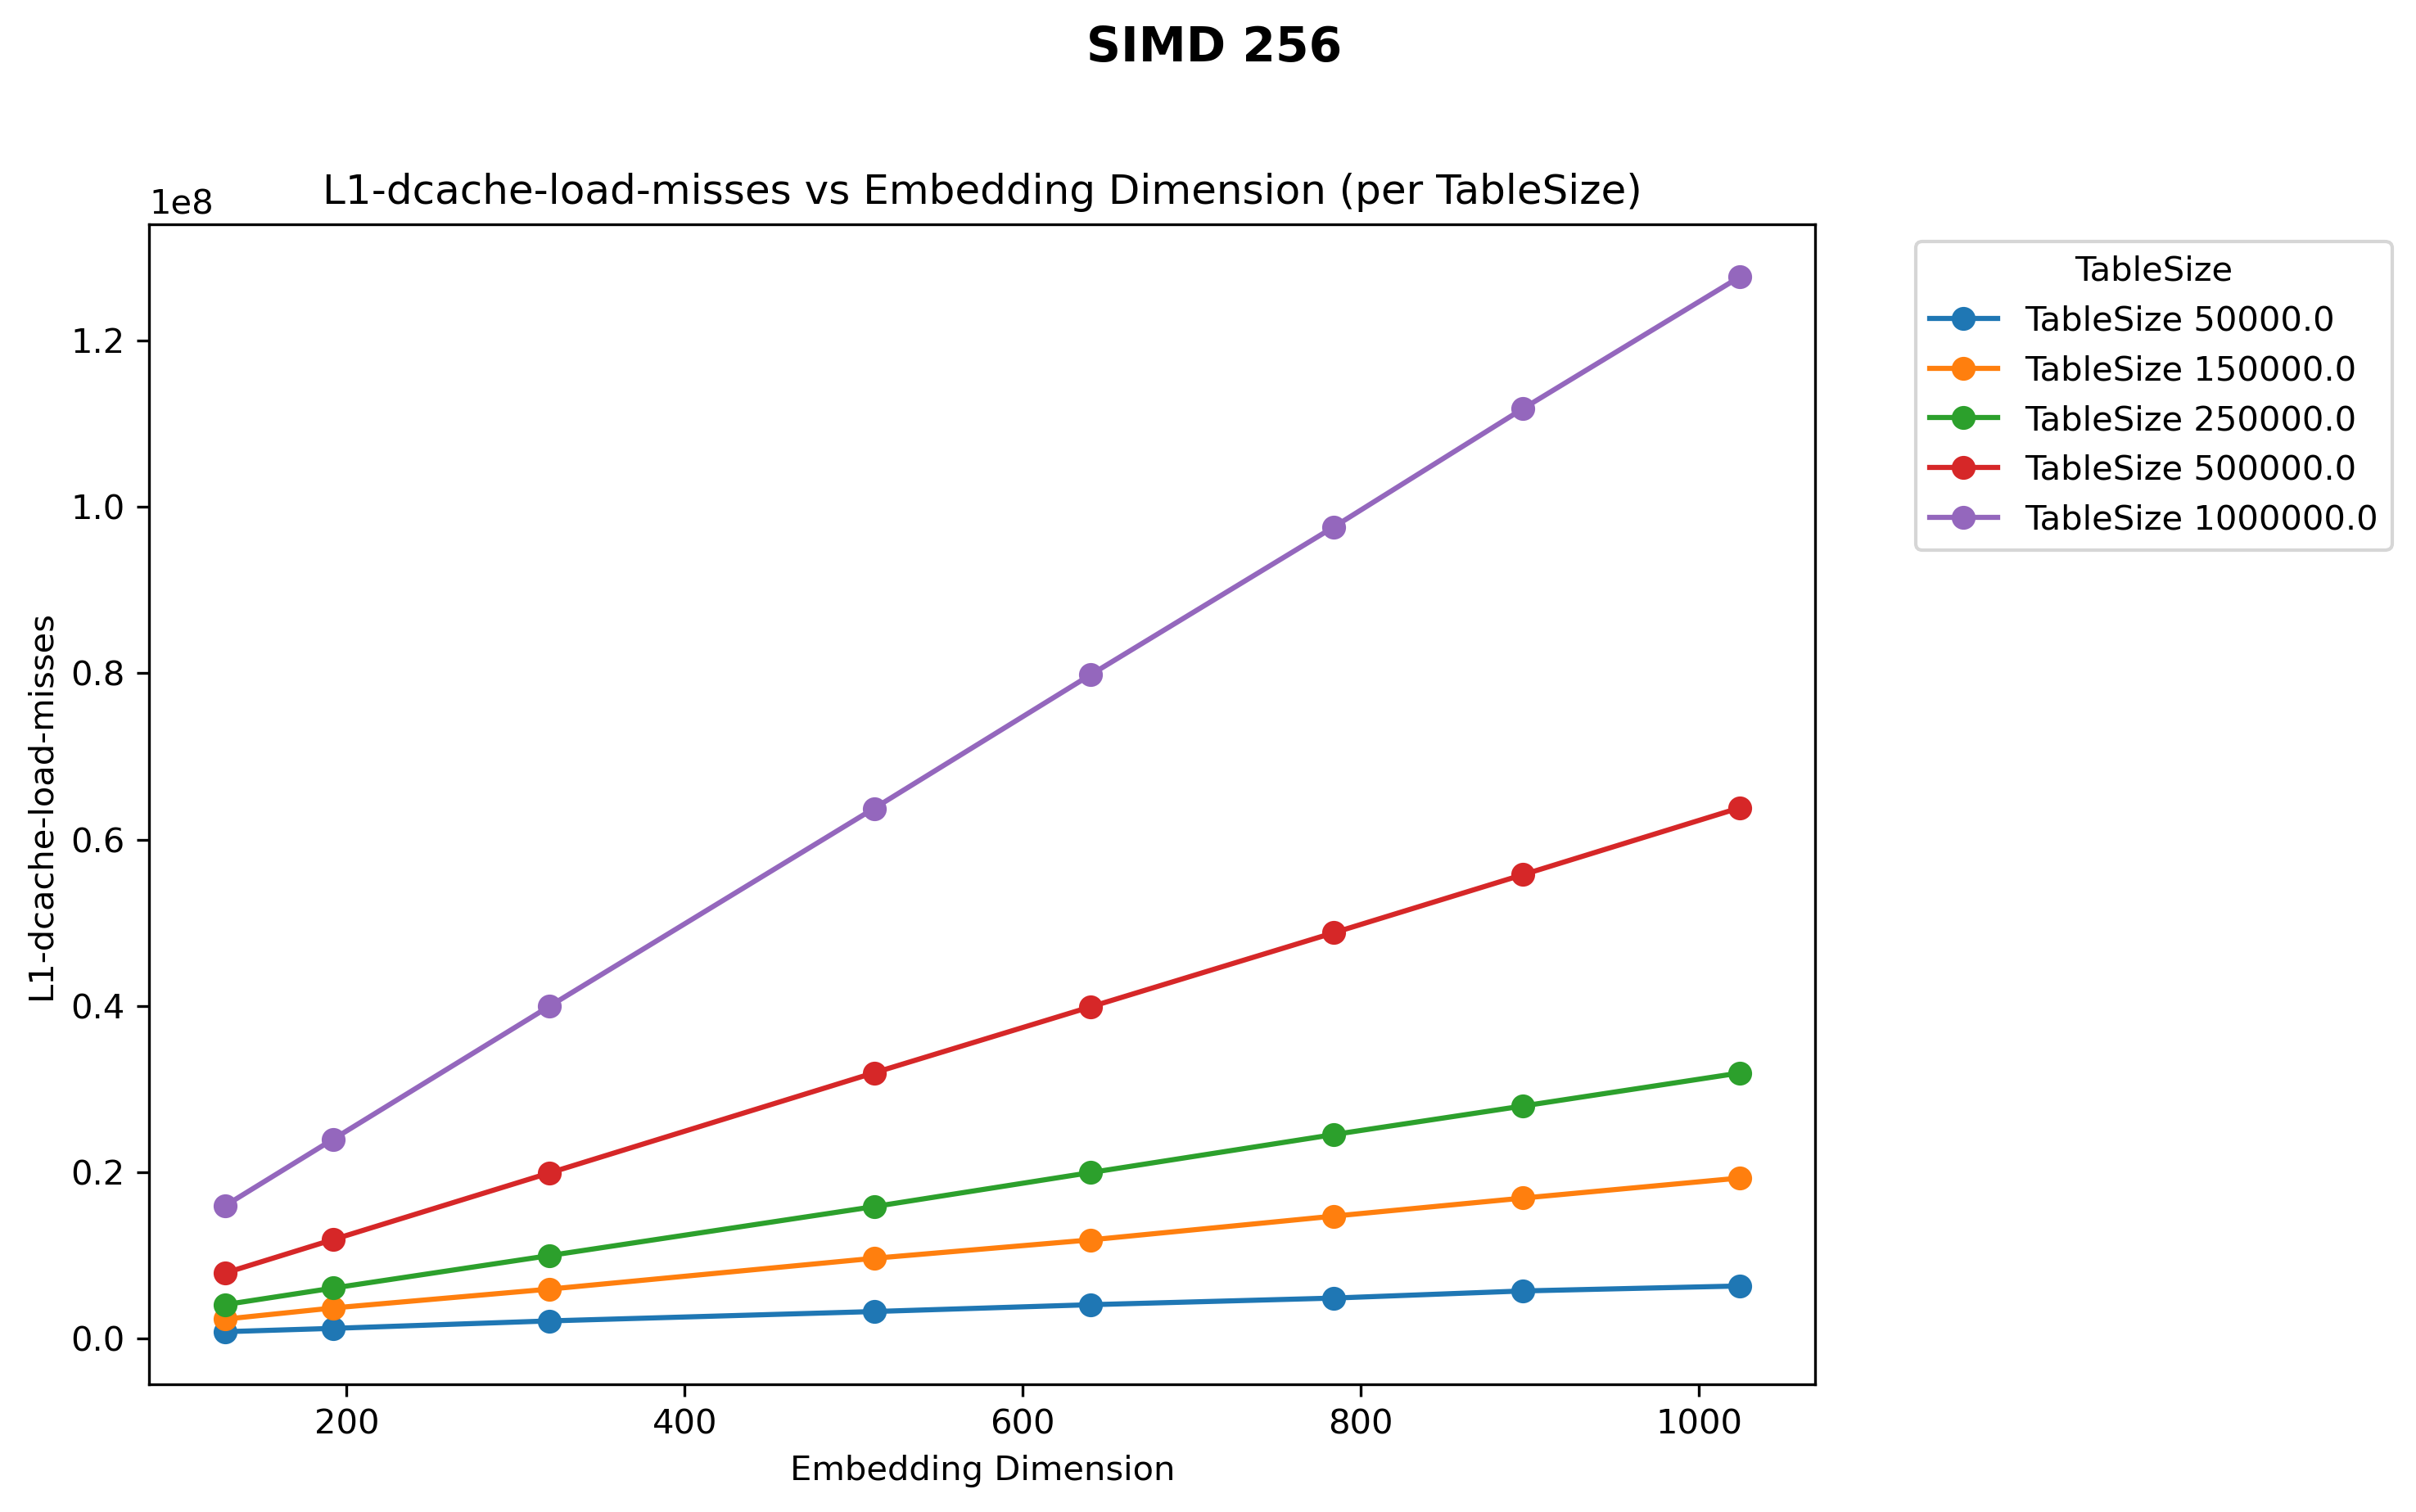 SIMD 256
L1-dcache-load-misses vs Embedding Dimension (per TableSize)
1e8
1.2
1.0
0.8
0.6
0.4
0.2
0.0
L1-dcache-load-misses
200 400 600 800 1000
Embedding Dimension
TableSize
TableSize 50000.0
TableSize 150000.0
TableSize 250000.0
TableSize 500000.0
TableSize 1000000.0